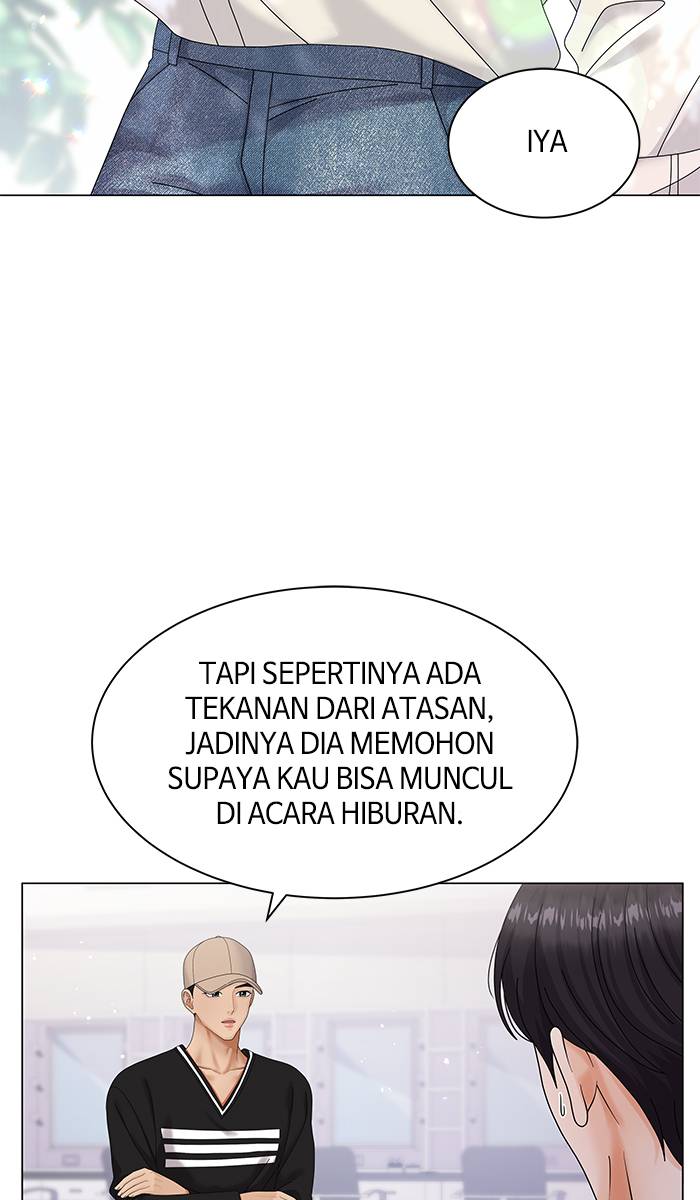 IYA
TAPI SEPERTINYA ADA
TEKANAN DARI ATASAN,
JADINYA DIA MEMOHON
SUPAYA KAU BISA MUNCUL
DI ACARA HIBURAN.